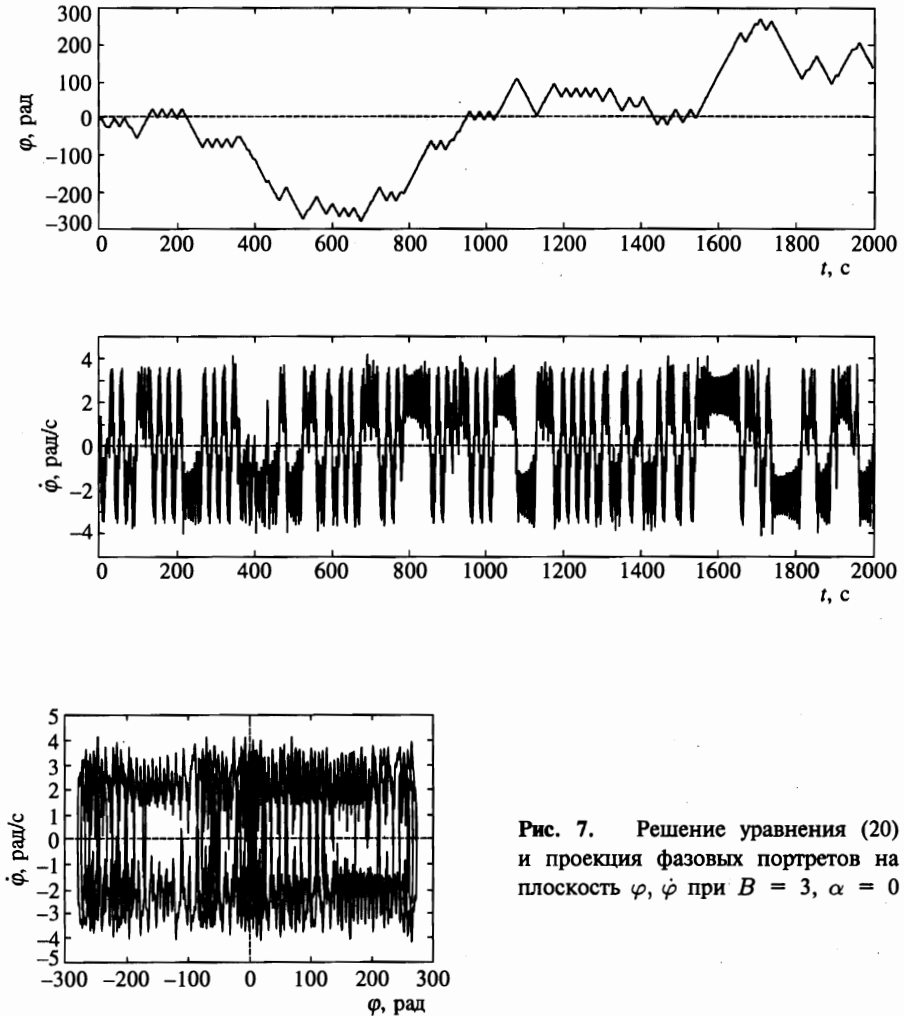 300
200
100
0
−100
−200
−300
φ, рад
0 200 400 600 800 1000 1200 1400 1600 1800 2000
t, с
4
2
0
−2
−4
φ̇, рад/с
0 200 400 600 800 1000 1200 1400 1600 1800 2000
t, с
5
4
3
2
1
0
−1
−2
−3
−4
−5
φ̇, рад/с
−300 −200 −100 0 100 200 300
φ, рад
Рис. 7. Решение уравнения (20)
и проекция фазовых портретов на
плоскость φ, φ̇ при B = 3, α = 0